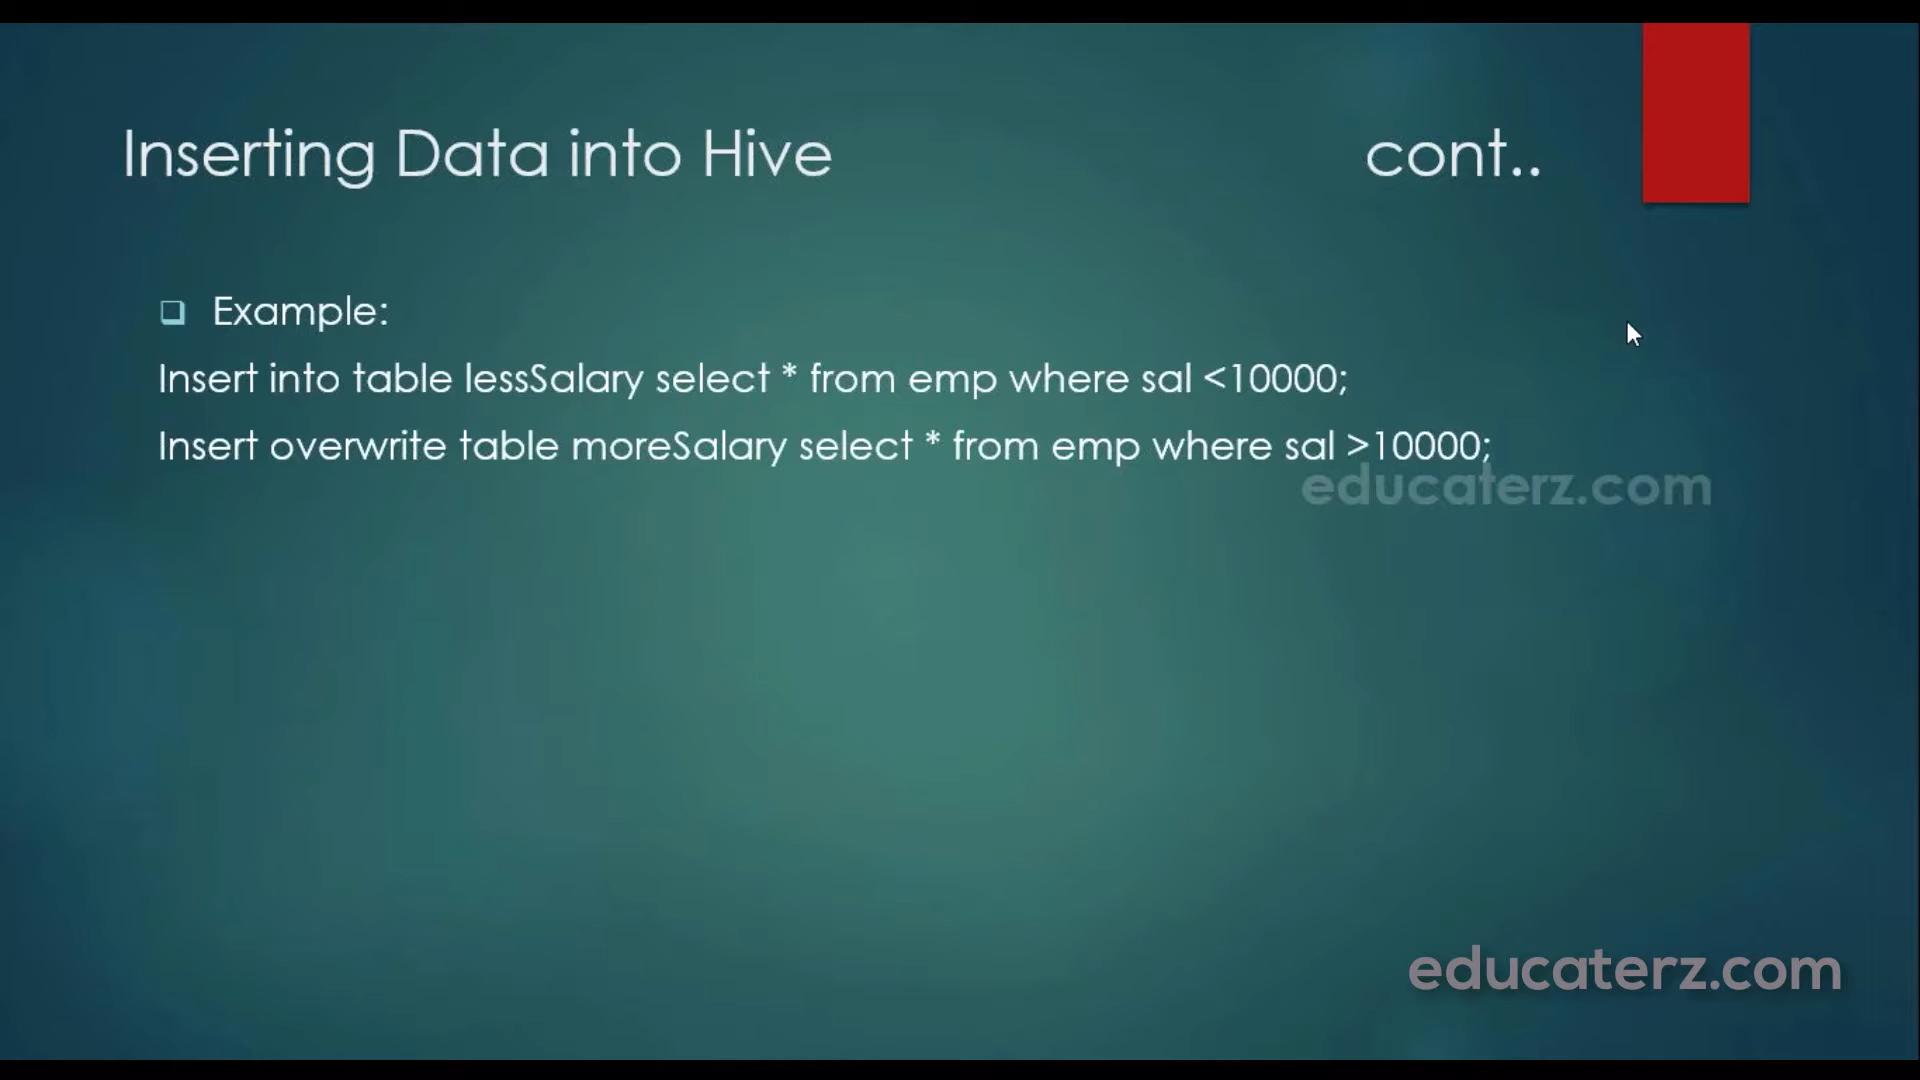 Inserting Data into Hive cont..
Example:
Insert into table lessSalary select * from emp where sal <10000;
Insert overwrite table moreSalary select * from emp where sal >10000;
educaterz.com
educaterz.com